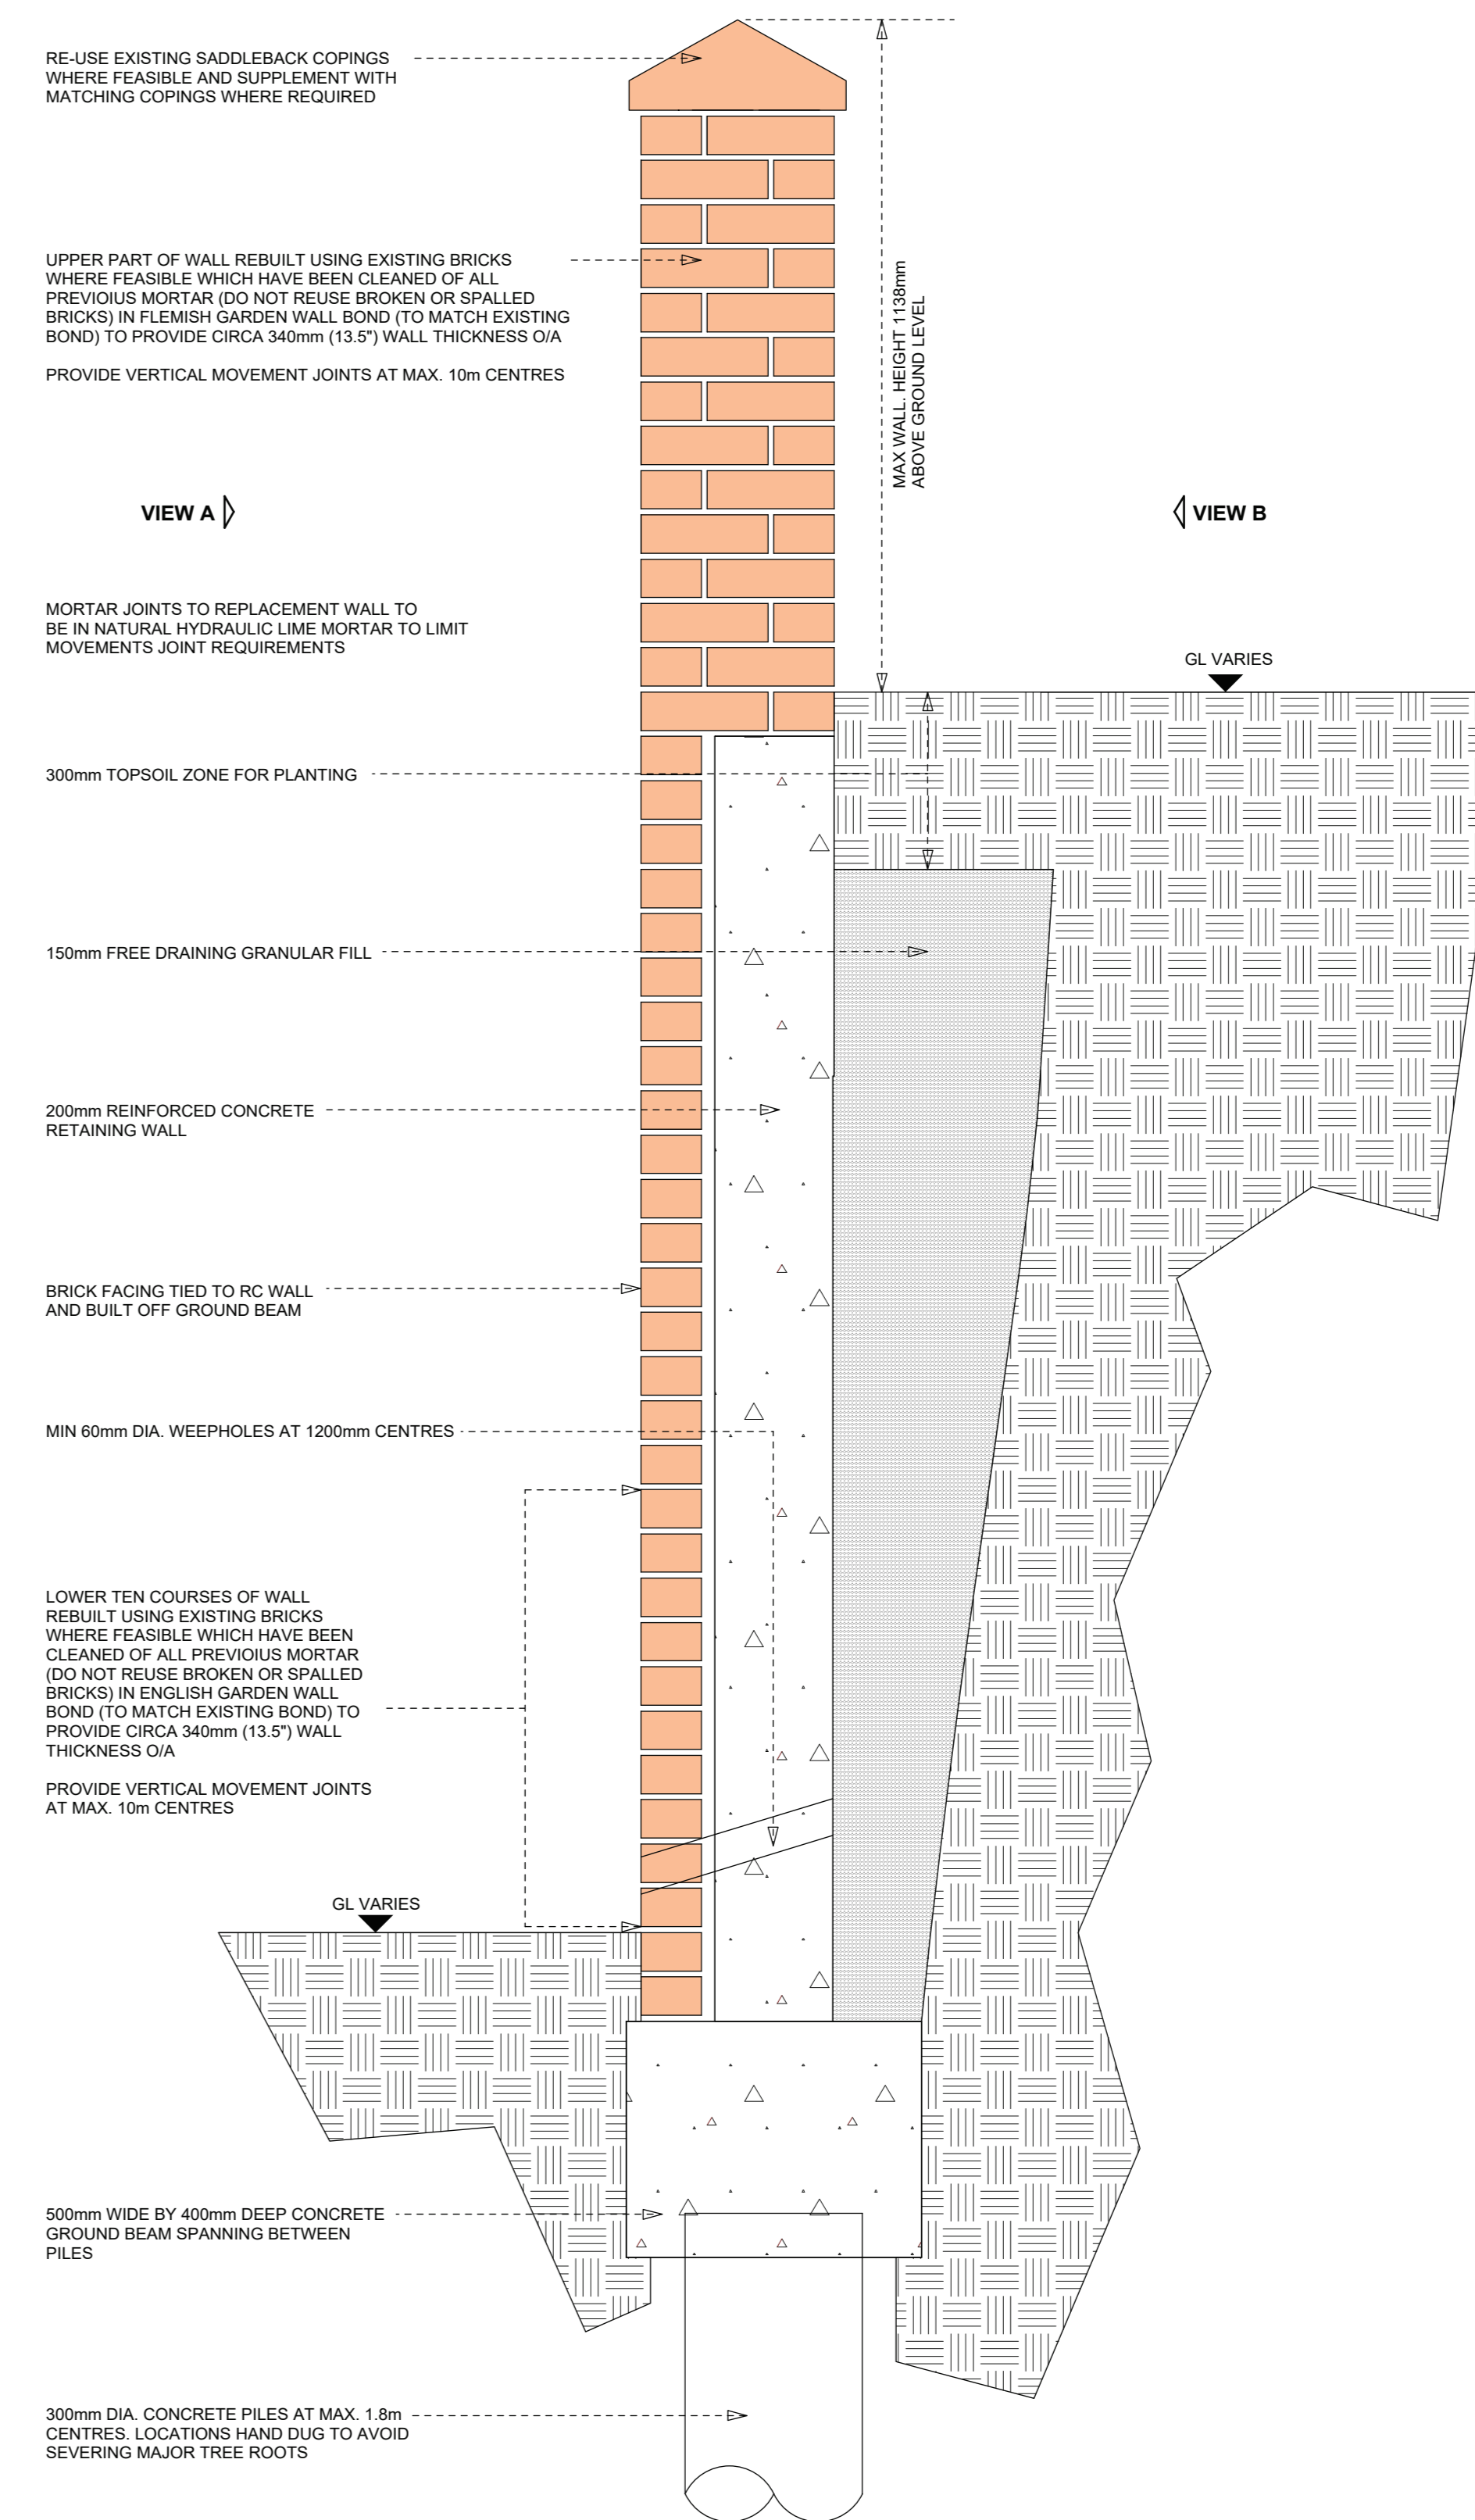 RE-USE EXISTING SADDLEBACK COPINGS
WHERE FEASIBLE AND SUPPLEMENT WITH
MATCHING COPINGS WHERE REQUIRED
UPPER PART OF WALL REBUILT USING EXISTING BRICKS
WHERE FEASIBLE WHICH HAVE BEEN CLEANED OF ALL
PREVIOIUS MORTAR (DO NOT REUSE BROKEN OR SPALLED
BRICKS) IN FLEMISH GARDEN WALL BOND (TO MATCH EXISTING
BOND) TO PROVIDE CIRCA 340mm (13.5") WALL THICKNESS O/A
PROVIDE VERTICAL MOVEMENT JOINTS AT MAX. 10m CENTRES
MAX WALL. HEIGHT 1138mm
ABOVE GROUND LEVEL
VIEW A
VIEW B
MORTAR JOINTS TO REPLACEMENT WALL TO
BE IN NATURAL HYDRAULIC LIME MORTAR TO LIMIT
MOVEMENTS JOINT REQUIREMENTS
GL VARIES
300mm TOPSOIL ZONE FOR PLANTING
150mm FREE DRAINING GRANULAR FILL
200mm REINFORCED CONCRETE
RETAINING WALL
BRICK FACING TIED TO RC WALL
AND BUILT OFF GROUND BEAM
MIN 60mm DIA. WEEPHOLES AT 1200mm CENTRES
LOWER TEN COURSES OF WALL
REBUILT USING EXISTING BRICKS
WHERE FEASIBLE WHICH HAVE BEEN
CLEANED OF ALL PREVIOIUS MORTAR
(DO NOT REUSE BROKEN OR SPALLED
BRICKS) IN ENGLISH GARDEN WALL
BOND (TO MATCH EXISTING BOND) TO
PROVIDE CIRCA 340mm (13.5") WALL
THICKNESS O/A
PROVIDE VERTICAL MOVEMENT JOINTS
AT MAX. 10m CENTRES
GL VARIES
500mm WIDE BY 400mm DEEP CONCRETE
GROUND BEAM SPANNING BETWEEN
PILES
300mm DIA. CONCRETE PILES AT MAX. 1.8m
CENTRES. LOCATIONS HAND DUG TO AVOID
SEVERING MAJOR TREE ROOTS